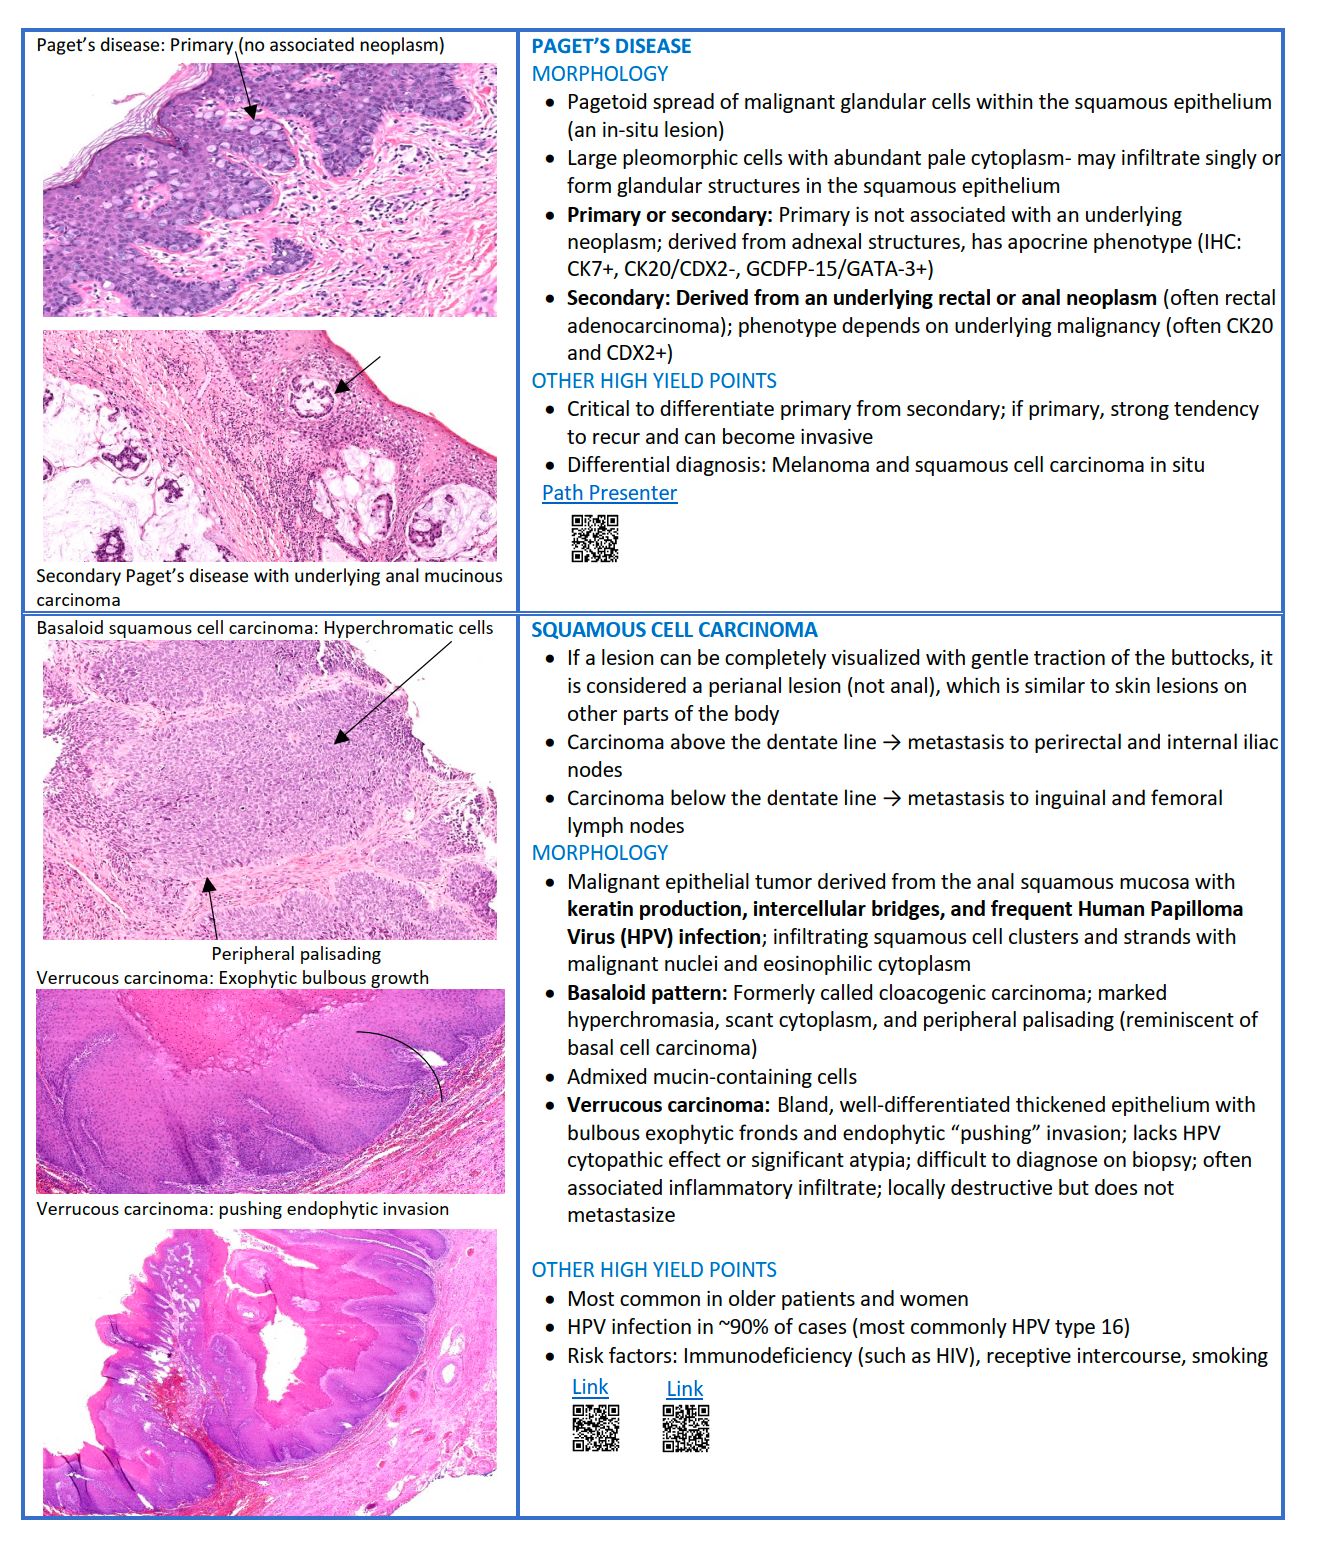 Paget’s disease: Primary (no associated neoplasm)
Secondary Paget’s disease with underlying anal mucinous
carcinoma
PAGET’S DISEASE
MORPHOLOGY
• Pagetoid spread of malignant glandular cells within the squamous epithelium
(an in-situ lesion)
• Large pleomorphic cells with abundant pale cytoplasm- may infiltrate singly or
form glandular structures in the squamous epithelium
• Primary or secondary: Primary is not associated with an underlying
neoplasm; derived from adnexal structures, has apocrine phenotype (IHC:
CK7+, CK20/CDX2-, GCDFP-15/GATA-3+)
• Secondary: Derived from an underlying rectal or anal neoplasm (often rectal
adenocarcinoma); phenotype depends on underlying malignancy (often CK20
and CDX2+)
OTHER HIGH YIELD POINTS
• Critical to differentiate primary from secondary; if primary, strong tendency
to recur and can become invasive
• Differential diagnosis: Melanoma and squamous cell carcinoma in situ
Path Presenter
Basaloid squamous cell carcinoma: Hyperchromatic cells
Peripheral palisading
Verrucous carcinoma: Exophytic bulbous growth
Verrucous carcinoma: pushing endophytic invasion
SQUAMOUS CELL CARCINOMA
• If a lesion can be completely visualized with gentle traction of the buttocks, it
is considered a perianal lesion (not anal), which is similar to skin lesions on
other parts of the body
• Carcinoma above the dentate line → metastasis to perirectal and internal iliac
nodes
• Carcinoma below the dentate line → metastasis to inguinal and femoral
lymph nodes
MORPHOLOGY
• Malignant epithelial tumor derived from the anal squamous mucosa with
keratin production, intercellular bridges, and frequent Human Papilloma
Virus (HPV) infection; infiltrating squamous cell clusters and strands with
malignant nuclei and eosinophilic cytoplasm
• Basaloid pattern: Formerly called cloacogenic carcinoma; marked
hyperchromasia, scant cytoplasm, and peripheral palisading (reminiscent of
basal cell carcinoma)
• Admixed mucin-containing cells
• Verrucous carcinoma: Bland, well-differentiated thickened epithelium with
bulbous exophytic fronds and endophytic “pushing” invasion; lacks HPV
cytopathic effect or significant atypia; difficult to diagnose on biopsy; often
associated inflammatory infiltrate; locally destructive but does not
metastasize
OTHER HIGH YIELD POINTS
• Most common in older patients and women
• HPV infection in ~90% of cases (most commonly HPV type 16)
• Risk factors: Immunodeficiency (such as HIV), receptive intercourse, smoking
Link Link